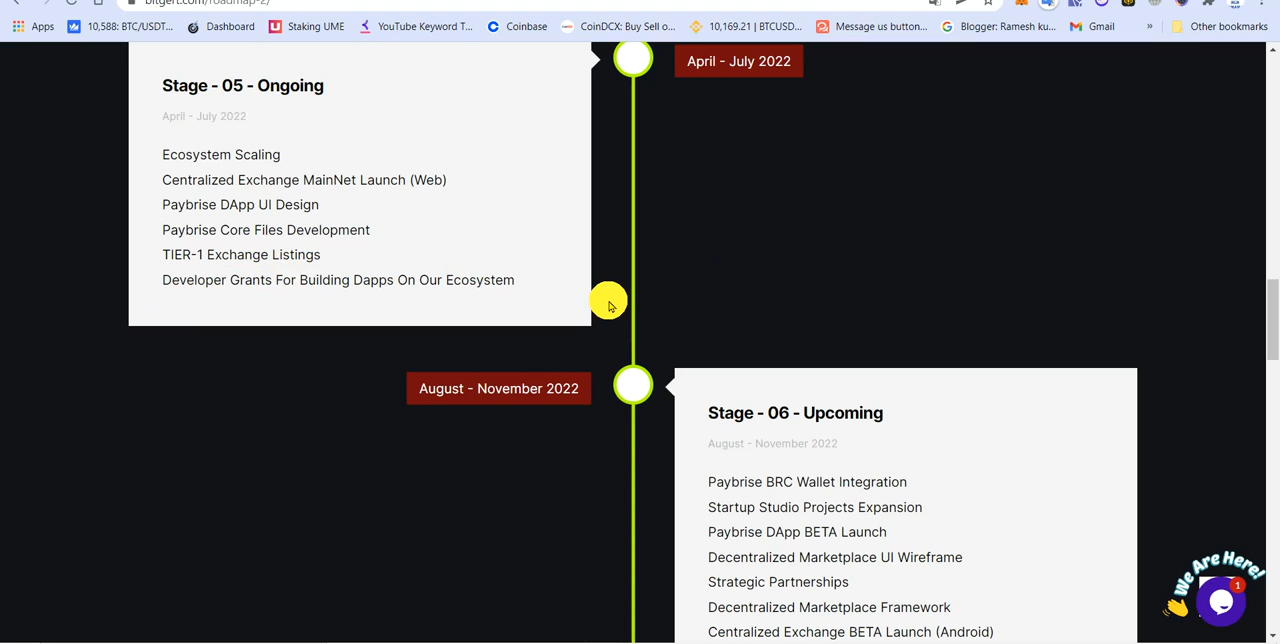 bitgert.com/roadmap-2/
Apps
10,588: BTC/USDT...
Dashboard
Staking UME
YouTube Keyword T...
Coinbase
CoinDCX: Buy Sell o...
10,169.21 | BTCUSD...
Message us button...
Blogger: Ramesh ku...
Gmail
»
Other bookmarks
April - July 2022
Stage - 05 - Ongoing
April - July 2022
Ecosystem Scaling
Centralized Exchange MainNet Launch (Web)
Paybrise DApp UI Design
Paybrise Core Files Development
TIER-1 Exchange Listings
Developer Grants For Building Dapps On Our Ecosystem
August - November 2022
Stage - 06 - Upcoming
August - November 2022
Paybrise BRC Wallet Integration
Startup Studio Projects Expansion
Paybrise DApp BETA Launch
Decentralized Marketplace UI Wireframe
Strategic Partnerships
Decentralized Marketplace Framework
Centralized Exchange BETA Launch (Android)
We Are Here!
1